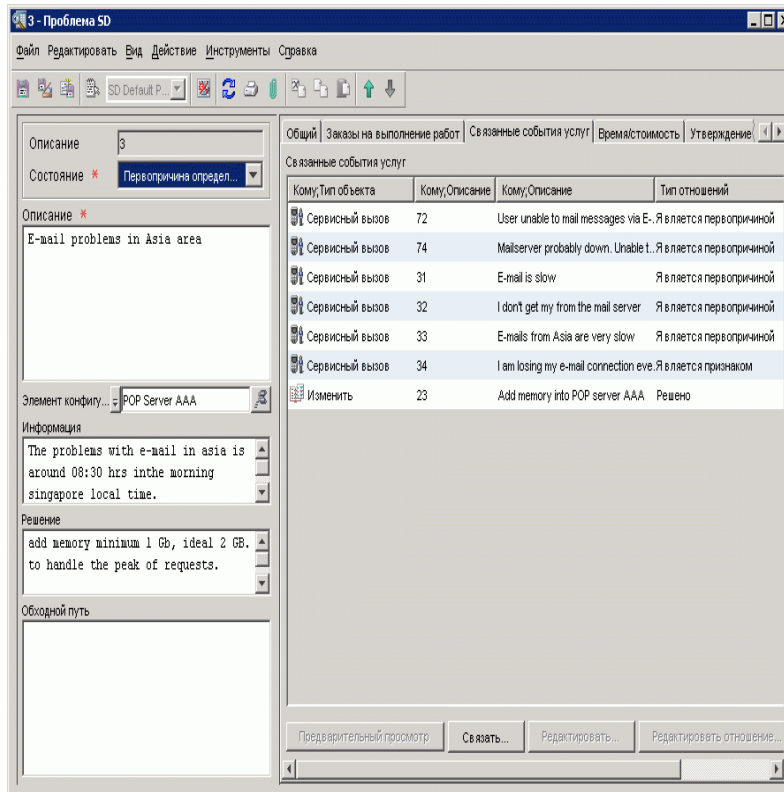 3 - Проблема SD
Файл Редактировать Вид Действие Инструменты Справка
SD Default P...
Описание 3
Состояние * Первопричина определ...
Описание *
E-mail problems in Asia area
Элемент конфигу... POP Server AAA
Информация
The problems with e-mail in asia is
around 08:30 hrs inthe morning
singapore local time.
Решение
add memory minimum 1 Gb, ideal 2 GB.
to handle the peak of requests.
Обходной путь
Общий Заказы на выполнение работ Связанные события услуг Время/стоимость Утверждение
Связанные события услуг
Кому;Тип объекта Кому;Описание Кому;Описание Тип отношений
Сервисный вызов 72 User unable to mail messages via E-.. Является первопричиной
Сервисный вызов 74 Mailserver probably down. Unable t... Является первопричиной
Сервисный вызов 31 E-mail is slow Является первопричиной
Сервисный вызов 32 I don't get my from the mail server Является первопричиной
Сервисный вызов 33 E-mails from Asia are very slow Является первопричиной
Сервисный вызов 34 I am losing my e-mail connection eve.. Является признаком
Изменить 23 Add memory into POP server AAA Решено
Предварительный просмотр Связать... Редактировать... Редактировать отношение...